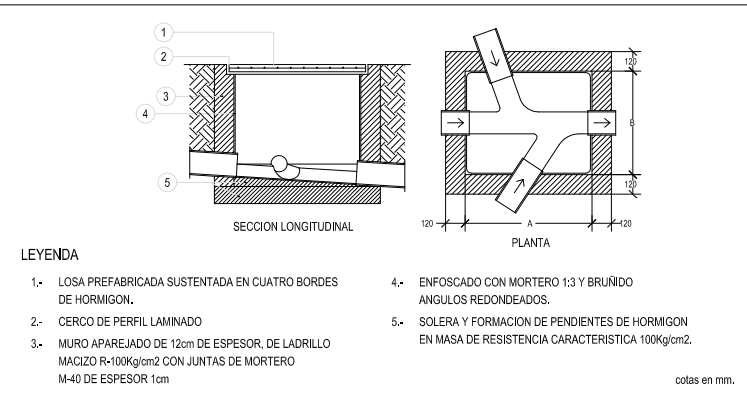 1
2
3
4
5
SECCION LONGITUDINAL
120
B
120
120
A
120
PLANTA
LEYENDA
1.- LOSA PREFABRICADA SUSTENTADA EN CUATRO BORDES
DE HORMIGON.
2.- CERCO DE PERFIL LAMINADO
3.- MURO APAREJADO DE 12cm DE ESPESOR, DE LADRILLO
MACIZO R-100Kg/cm2 CON JUNTAS DE MORTERO
M-40 DE ESPESOR 1cm
4.- ENFOSCADO CON MORTERO 1:3 Y BRUÑIDO
ANGULOS REDONDEADOS.
5.- SOLERA Y FORMACION DE PENDIENTES DE HORMIGON
EN MASA DE RESISTENCIA CARACTERISTICA 100Kg/cm2.
cotas en mm.